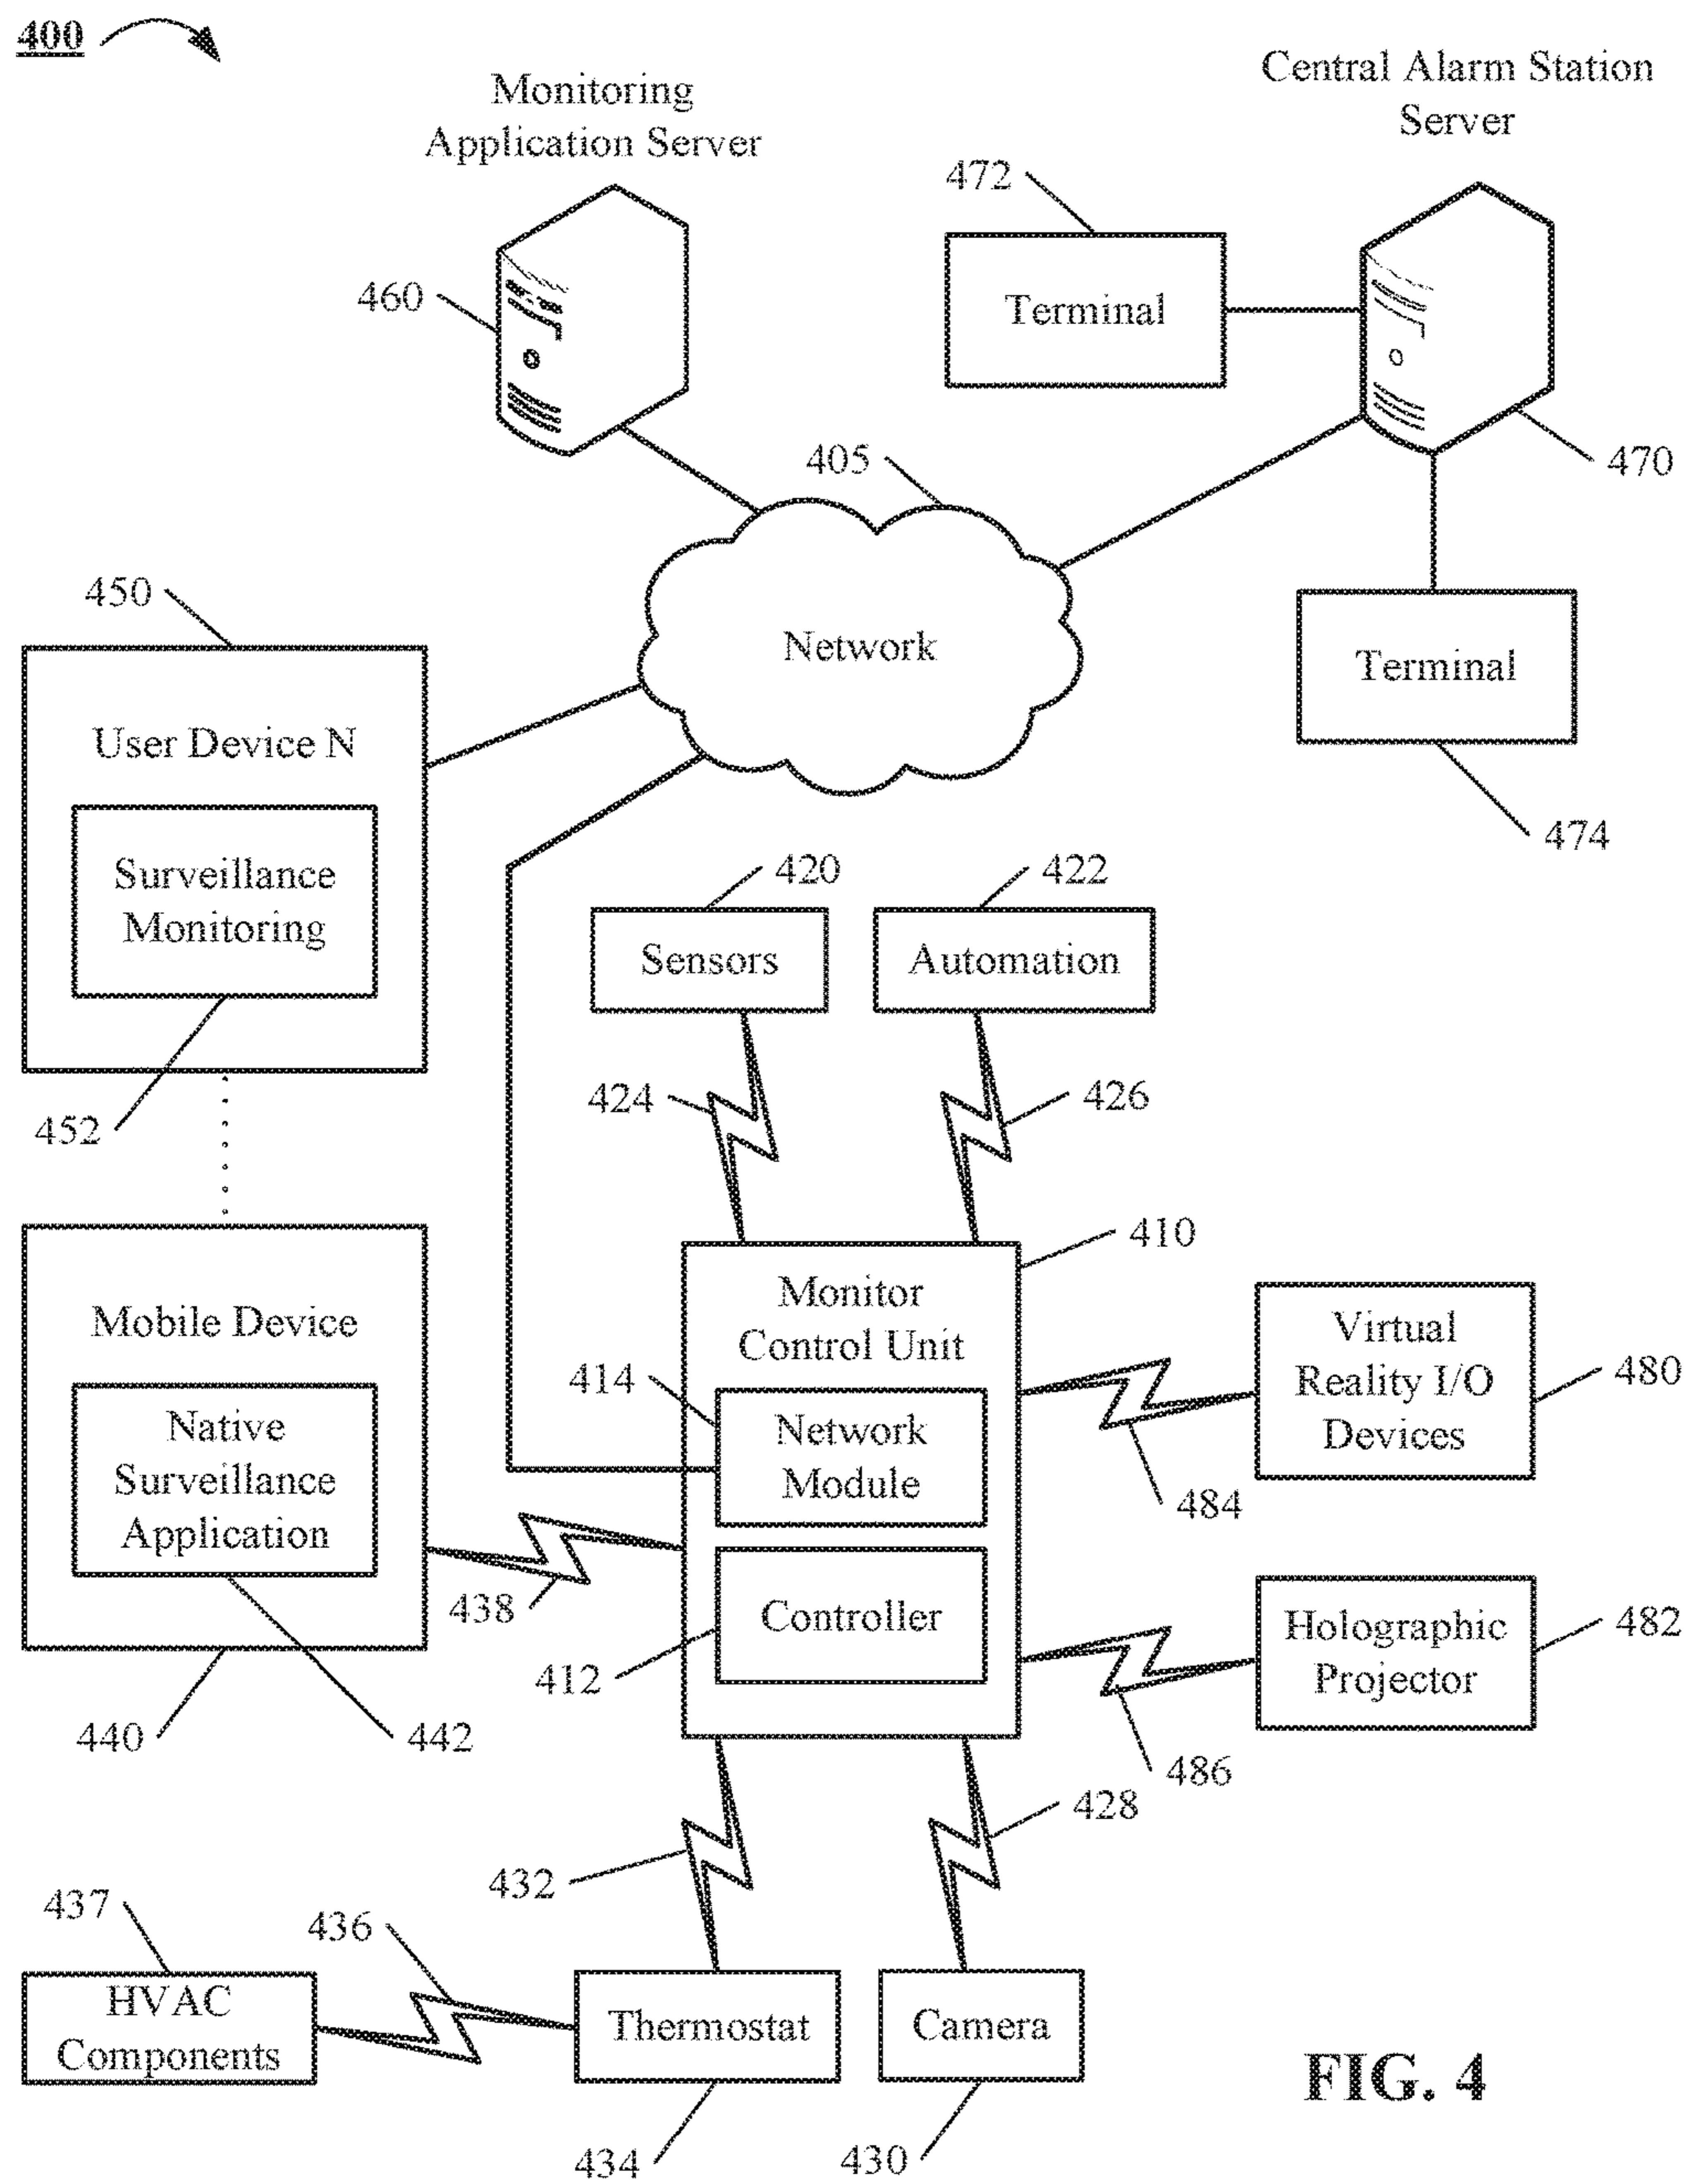 400
Monitoring
Application Server
Central Alarm Station
Server
472
Terminal
460
405
470
450
Network
Terminal
User Device N
474
Surveillance
Monitoring
420
422
Sensors
Automation
424
426
452
410
Monitor
Control Unit
Mobile Device
Virtual
Reality I/O
Devices
480
414
Network
Module
Native
Surveillance
Application
484
438
Controller
Holographic
Projector
482
412
440
442
486
428
432
437
436
HVAC
Components
Thermostat
Camera
FIG. 4
434
430